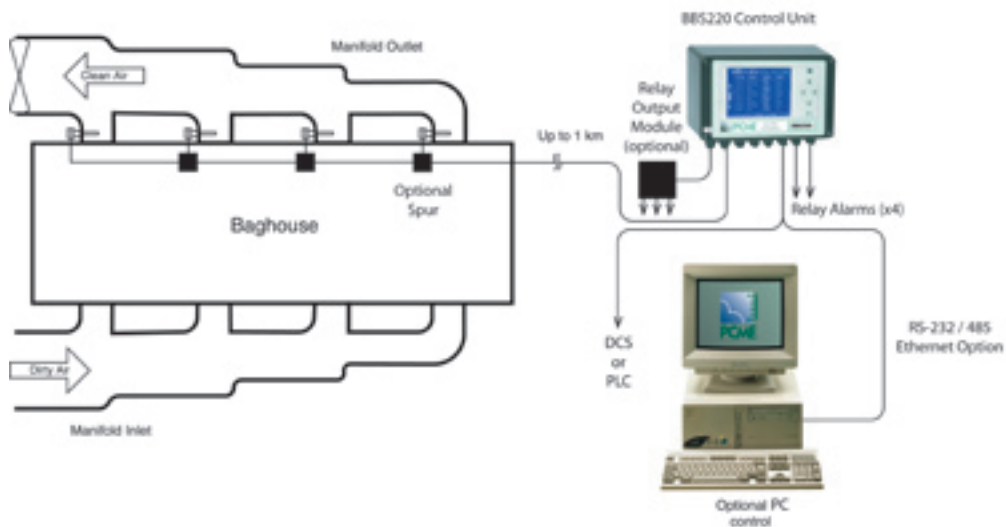 BBS220 Control Unit
Manifold Outlet
Clean Air
Relay
Output
Module
(optional)
PCME
Up to 1 km
Optional
Spur
Relay Alarms (x4)
Baghouse
PCME
DCS
or
PLC
RS-232 / 485
Ethernet Option
Dirty Air
Manifold Inlet
Optional PC
control